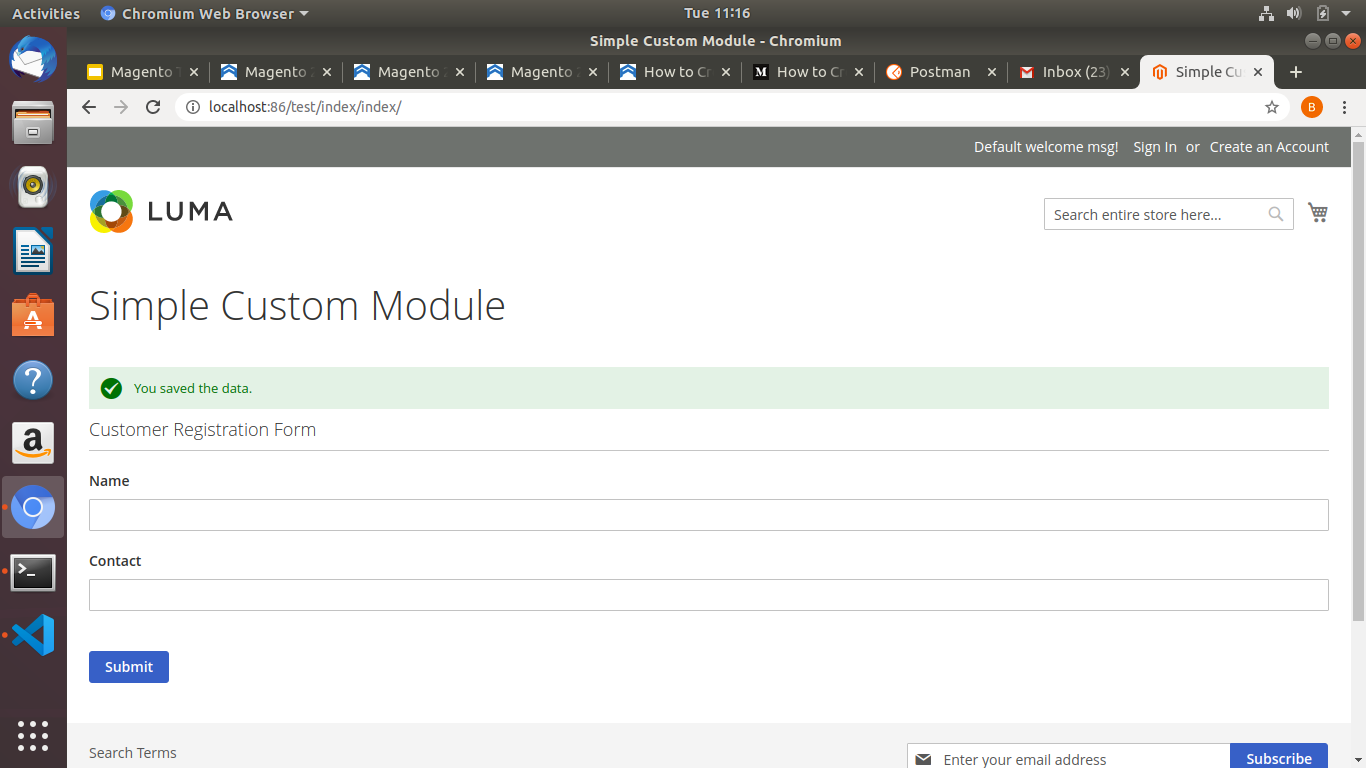 Activities Chromium Web Browser Tue 11:16
Simple Custom Module - Chromium
Magento Magento Magento Magento How to Cr How to Cr Postman Inbox (23) Simple Cu
localhost:86/test/index/index/ B
Default welcome msg! Sign In or Create an Account
LUMA
Search entire store here...
Simple Custom Module
You saved the data.
Customer Registration Form
Name
Contact
Submit
Search Terms
Enter your email address Subscribe